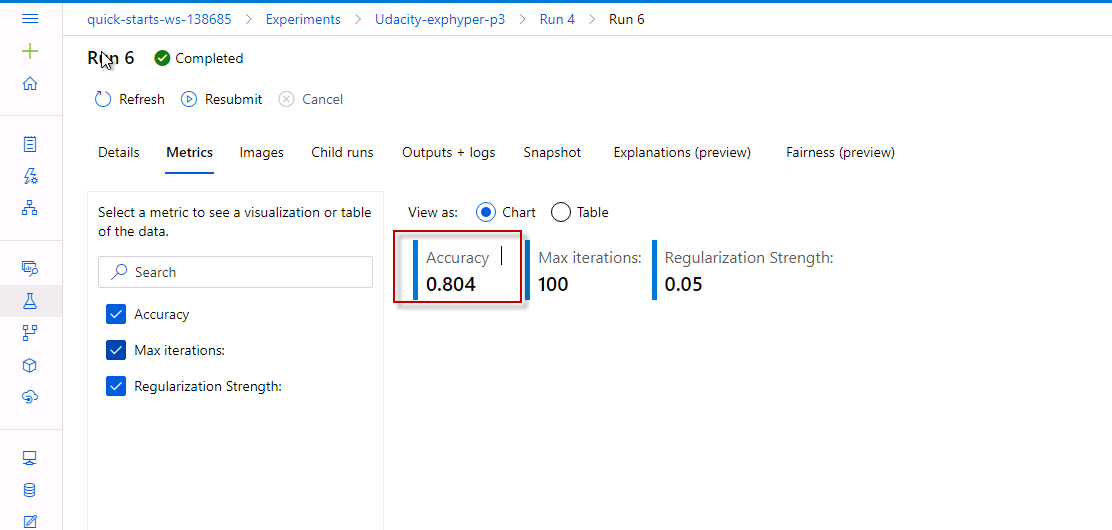 quick-starts-ws-138685 > Experiments > Udacity-exphyper-p3 > Run 4 > Run 6
Run 6 Completed
Refresh Resubmit Cancel
Details Metrics Images Child runs Outputs + logs Snapshot Explanations (preview) Fairness (preview)
Select a metric to see a visualization or table
of the data.
Search
Accuracy
Max iterations:
Regularization Strength:
View as: Chart Table
Accuracy Max iterations: Regularization Strength:
0.804 100 0.05